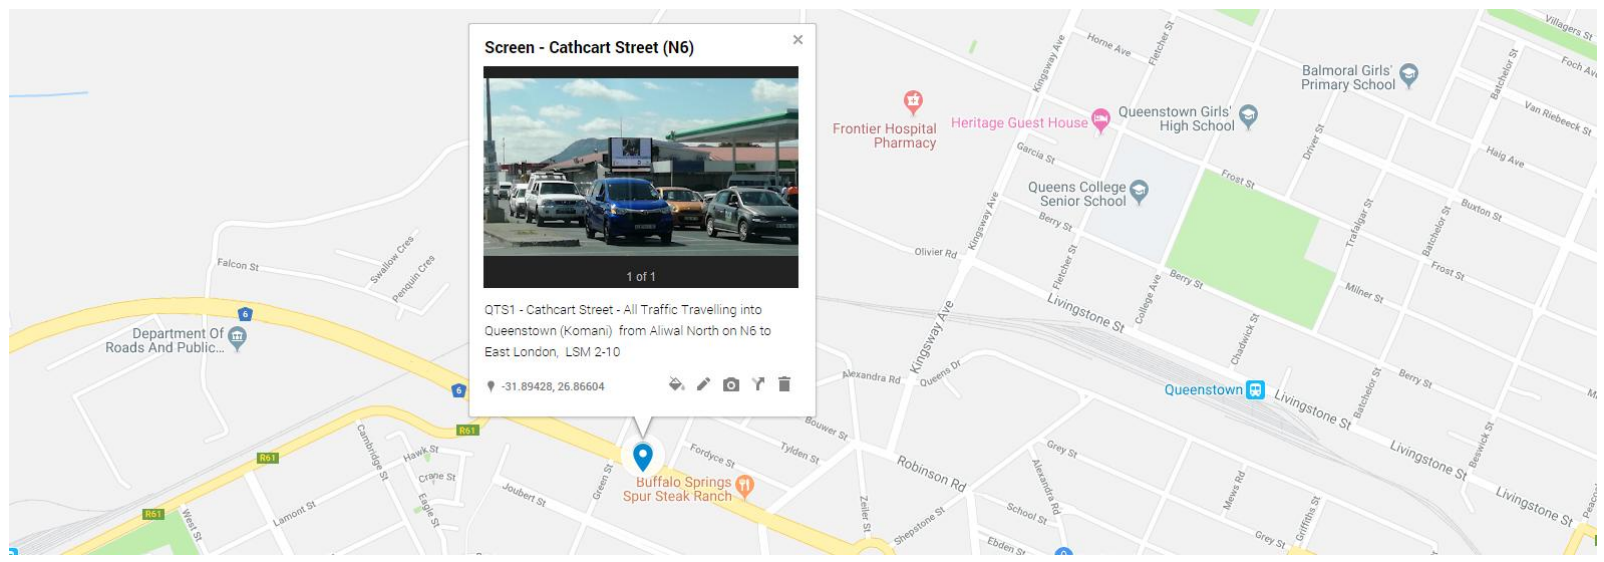 Screen - Cathcart Street (N6)
1 of 1
QTS1 - Cathcart Street - All Traffic Travelling into
Queenstown (Komani) from Aliwal North on N6 to
East London, LSM 2-10
-31.89428, 26.86604
Falcon St
Swallow Cres
Penquin Cres
6
Department Of
Roads And Public...
6
R61
R61
R61
Cambridge St
Hawk St
Crane St
Eagle St
Lamont St
West St
Joubert St
Green St
Fordyce St
Buffalo Springs
Spur Steak Ranch
Tylden St
Bouwer St
Zeiler St
Robinson Rd
Shepstone St
Ebden St
School St
Alexandra Rd
Grey St
Mews Rd
Griffiths St
Grey St
Alexandra Rd
Queens Dr
Kingsway Ave
Olivier Rd
Kingsway Ave
Kingsway Ave
Horne Ave
Fletcher St
Frontier Hospital
Pharmacy
Heritage Guest House
Queenstown Girls'
High School
Balmoral Girls'
Primary School
Garcia St
Queens College
Senior School
Berry St
Fletcher St
College Ave
Frost St
Driver St
Villagers St
Foch Av
Batchelor St
Van Riebeeck St
Haig Ave
Buxton St
Trafalgar St
Batchelor St
Frost St
Milner St
Berry St
Livingstone St
Chadwick St
Queenstown
Livingstone St
Batchelor St
Berry St
Livingstone St
Beswick St
Livingstone St